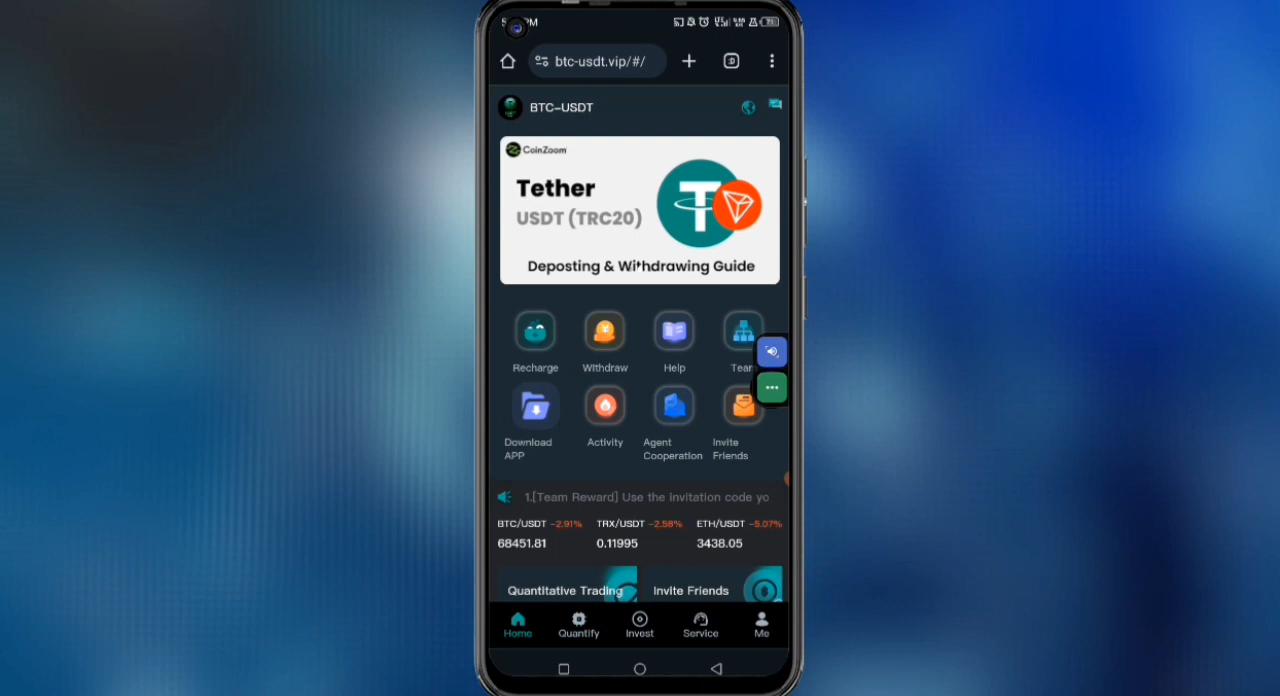 btc-usdt.vip/#/
BTC-USDT
CoinZoom
Tether
USDT (TRC20)
Deposting & Withdrawing Guide
Recharge
Withdraw
Help
Download
APP
Activity
Agent
Cooperation
Invite
Friends
1.[Team Reward] Use the invitation code yo
BTC/USDT -2.91%
TRX/USDT -2.58%
ETH/USDT -5.07%
68451.81
0.11995
3438.05
Quantitative Trading
Invite Friends
Home
Quantify
Invest
Service
Me